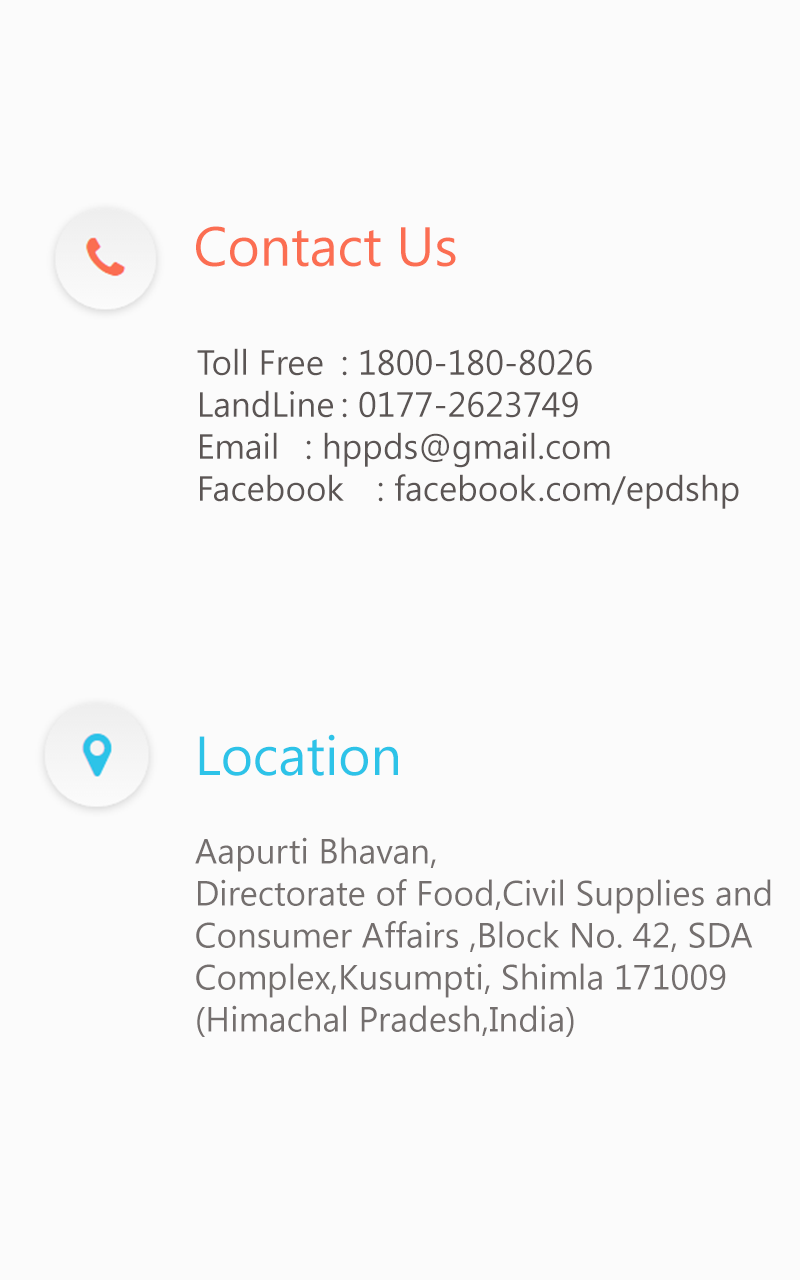 Contact Us
Toll Free : 1800-180-8026
LandLine : 0177-2623749
Email : hppds@gmail.com
Facebook : facebook.com/epdshp
Location
Aapurti Bhavan,
Directorate of Food,Civil Supplies and
Consumer Affairs ,Block No. 42, SDA
Complex,Kusumpti, Shimla 171009
(Himachal Pradesh,India)